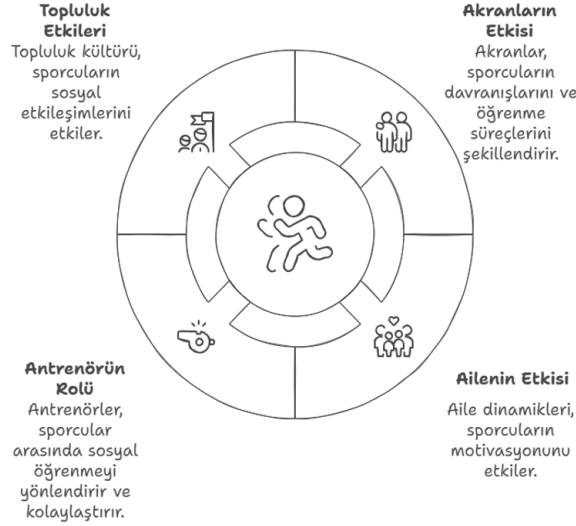 Topluluk
Etkileri
Topluluk kültürü,
sporcuların
sosyal
etkileşimlerini
etkiler.
Akranların
Etkisi
Akranlar,
sporcuların
davranışlarını ve
öğrenme
süreçlerini
şekillendirir.
Antrenörün
Rolü
Antrenörler,
sporcular
arasında sosyal
öğrenmeyi
yönlendirir ve
kolaylaştırır.
Ailenin Etkisi
Aile dinamikleri,
sporcuların
motivasyonunu
etkiler.